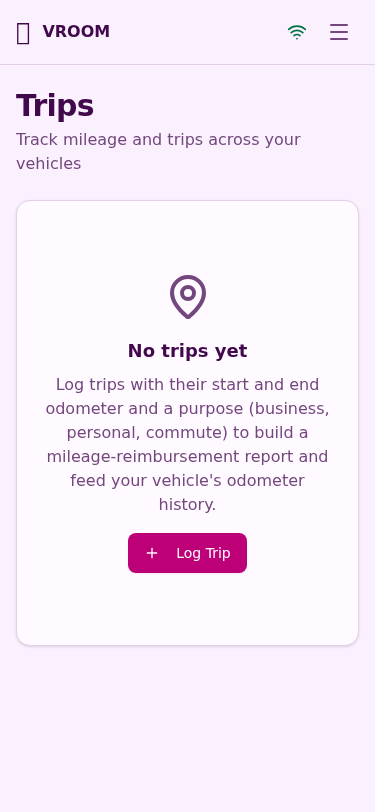 VROOM
Trips
Track mileage and trips across your
vehicles
No trips yet
Log trips with their start and end
odometer and a purpose (business,
personal, commute) to build a
mileage-reimbursement report and
feed your vehicle's odometer
history.
+ Log Trip